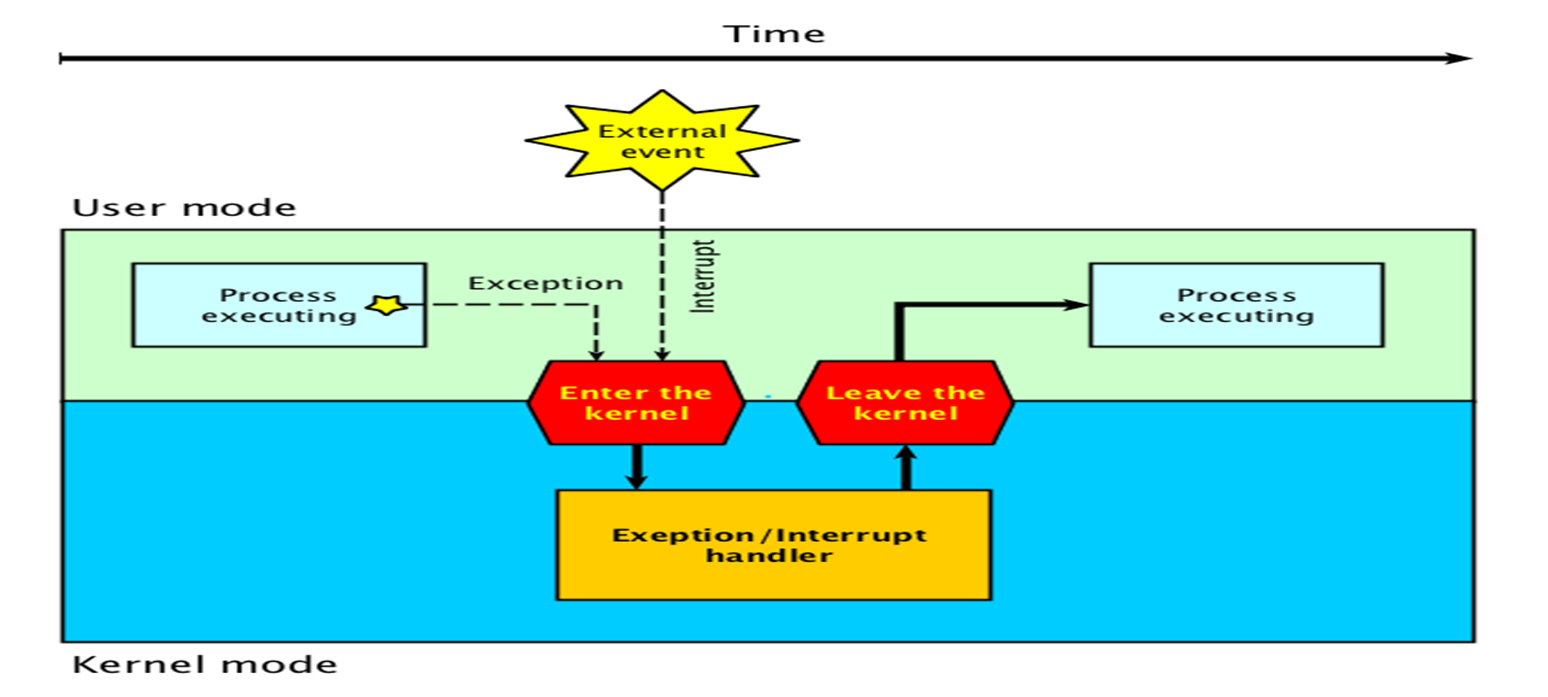 Time
External
event
User mode
Interrupt
Exception
Process
executing
Process
executing
Enter the
kernel
Leave the
kernel
Exeption/Interrupt
handler
Kernel mode